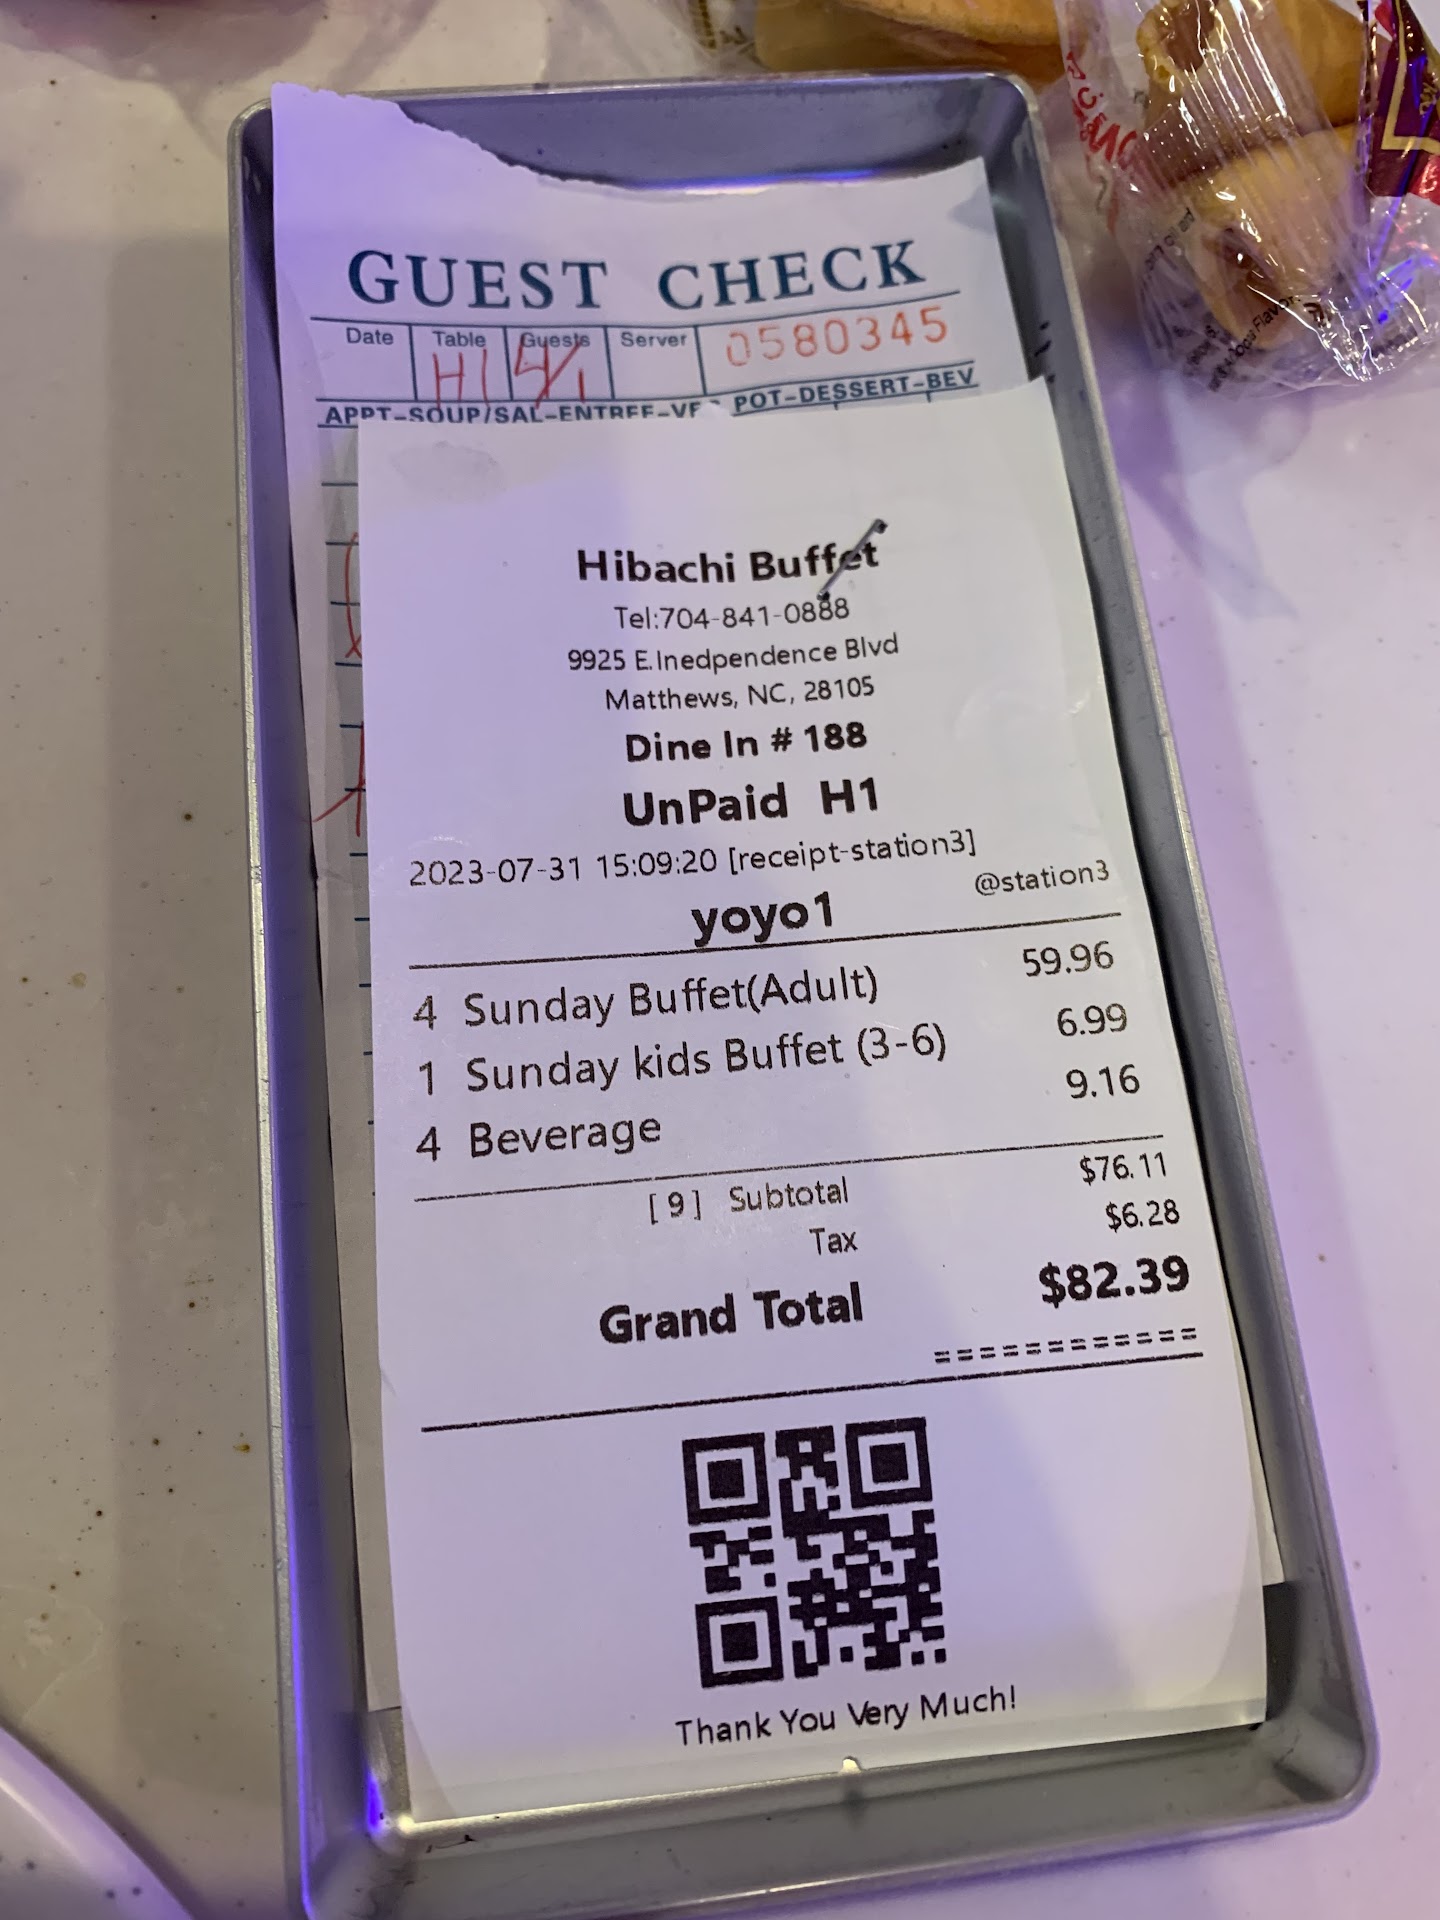 GUEST CHECK
Date Table Guests Server 0580345
H1 4/1
APPT-SOUP/SAL-ENTREE-VE POT-DESSERT-BEV
Hibachi Buffet
Tel:704-841-0888
9925 E.Inedpendence Blvd
Matthews, NC, 28105
Dine In # 188
UnPaid H1
2023-07-31 15:09:20 [receipt-station3]
@station3
yoyo1
4 Sunday Buffet(Adult) 59.96
1 Sunday kids Buffet (3-6) 6.99
4 Beverage 9.16
[ 9 ] Subtotal $76.11
Tax $6.28
Grand Total $82.39
============
Thank You Very Much!